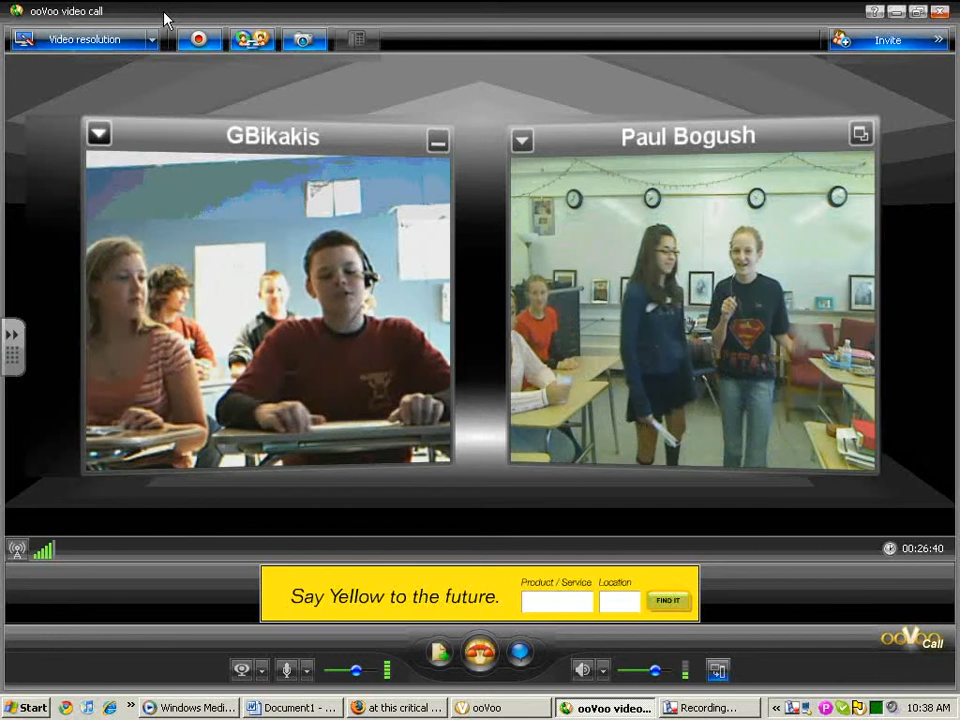 ooVoo video call
Video resolution
Invite
GBikakis
Paul Bogush
00:26:40
Say Yellow to the future.
Product / Service
Location
FIND IT
ooVoo Call
Start
Windows Medi...
Document1 - ...
at this critical ...
ooVoo
ooVoo video...
Recording...
10:38 AM